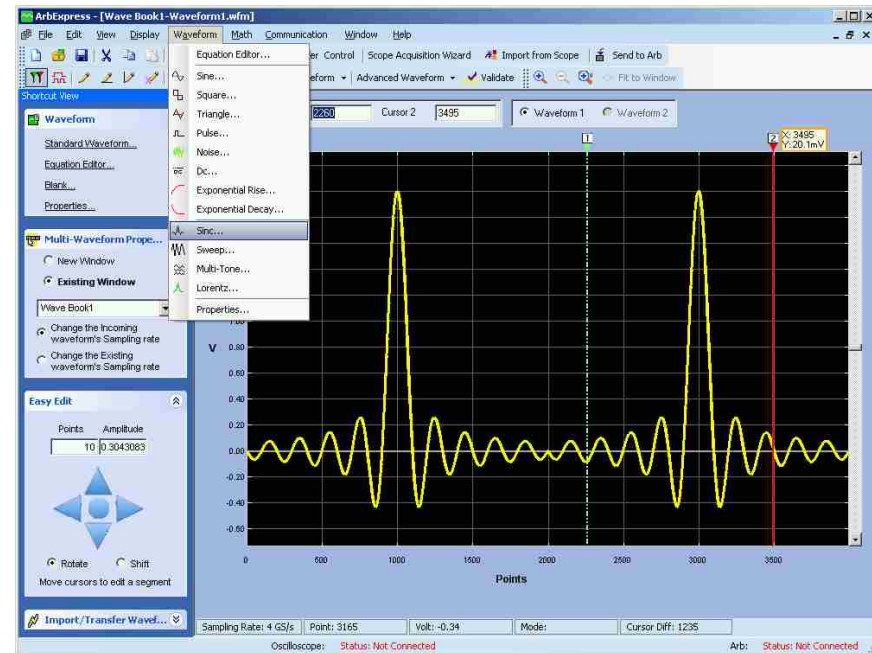 ArbExpress - [Wave Book1-Waveform1.wfm]
File Edit View Display Waveform Math Communication Window Help
Equation Editor...
er Control Scope Acquisition Wizard Import from Scope Send to Arb
Sine...
eform Advanced Waveform Validate Fit to Window
Shortcut View
Square...
Waveform
Triangle...
2260 Cursor 2 3495 Waveform 1 Waveform 2
Standard Waveform...
Equation Editor...
Blank...
Properties...
Pulse...
Noise...
Dc...
Exponential Rise...
Exponential Decay...
Sinc...
Sweep...
Multi-Tone...
Lorentz...
Properties...
1 2 X: 3495
Y: 20.1mV
Multi-Waveform Prope...
New Window
Existing Window
Wave Book1
Change the Incoming
waveform's Sampling rate
Change the Existing
waveform's Sampling rate
Easy Edit
Points Amplitude
10 0.3043083
Rotate Shift
Move cursors to edit a segment
Import/Transfer Wavef...
V
1.00
0.80
0.60
0.40
0.20
0.00
-0.20
-0.40
-0.60
0 500 1000 1500 2000 2500 3000 3500
Points
Sampling Rate: 4 GS/s Point: 3165 Volt: -0.34 Mode: Cursor Diff: 1235
Oscilloscope: Status: Not Connected Arb: Status: Not Connected